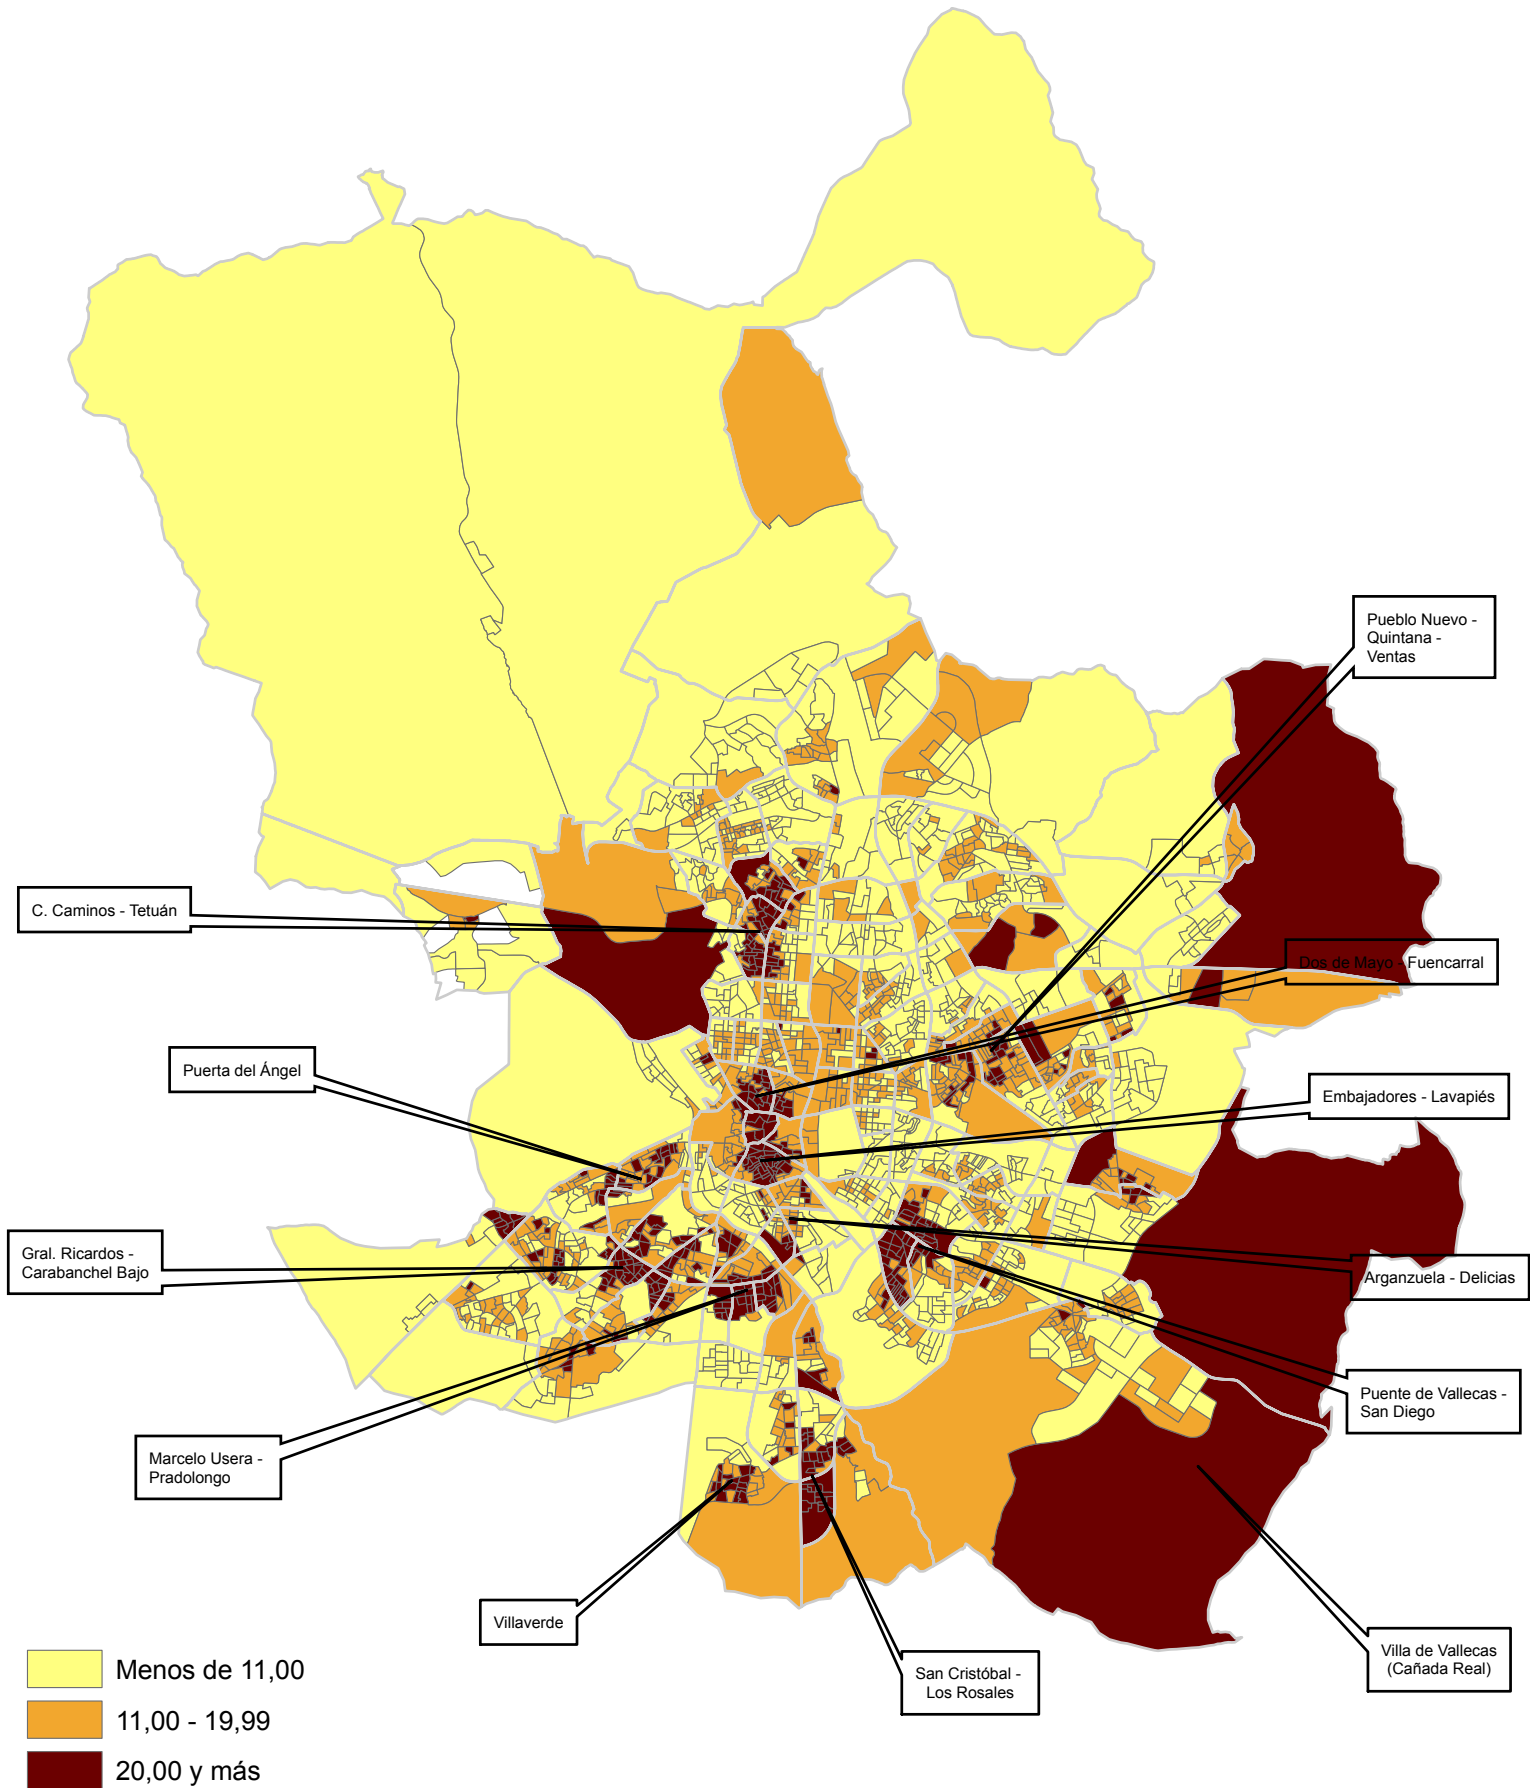 Pueblo Nuevo -
Quintana -
Ventas
C. Caminos - Tetuán
Dos de Mayo - Fuencarral
Puerta del Ángel
Embajadores - Lavapiés
Gral. Ricardos -
Carabanchel Bajo
Arganzuela - Delicias
Puente de Vallecas -
San Diego
Marcelo Usera -
Pradolongo
Villaverde
San Cristóbal -
Los Rosales
Villa de Vallecas
(Cañada Real)
Menos de 11,00
11,00 - 19,99
20,00 y más